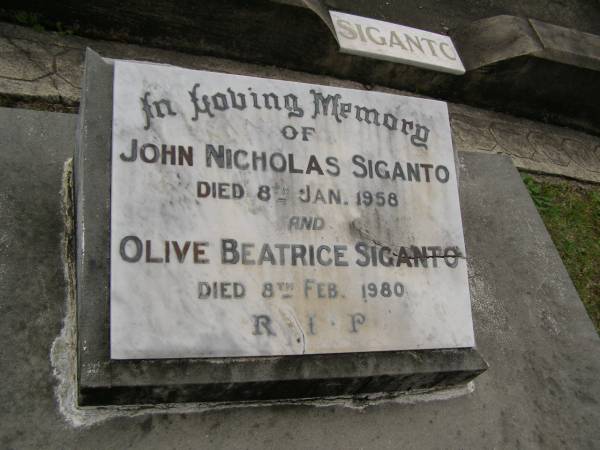 SIGANTO
In Loving Memory
OF
JOHN NICHOLAS SIGANTO
DIED 8TH JAN. 1958
AND
OLIVE BEATRICE SIGANTO
DIED 8TH FEB. 1980
R.I.P